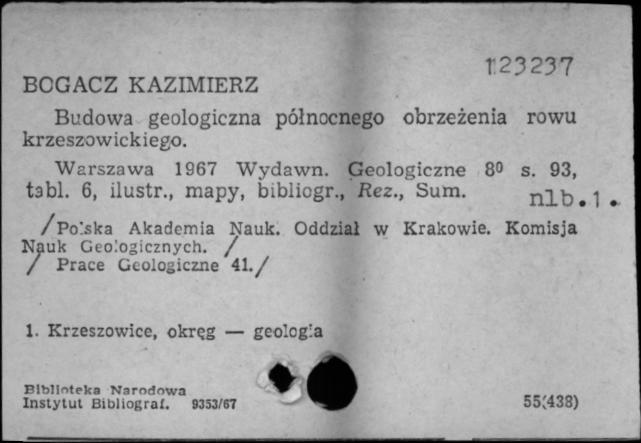 123237
BOGACZ KAZIMIERZ
Budowa geologiczna północnego obrzeżenia rowu
krzeszowickiego.
Warszawa 1967 Wydawn. Geologiczne 8⁰ s. 93,
tabl. 6, ilustr., mapy, bibliogr., Rez., Sum.
nlb.1.
/Polska Akademia Nauk. Oddział w Krakowie. Komisja
Nauk Geologicznych. /
/ Prace Geologiczne 41./
1. Krzeszowice, okręg — geologia
Biblioteka Narodowa
Instytut Bibliograf. 9353/67
55(438)